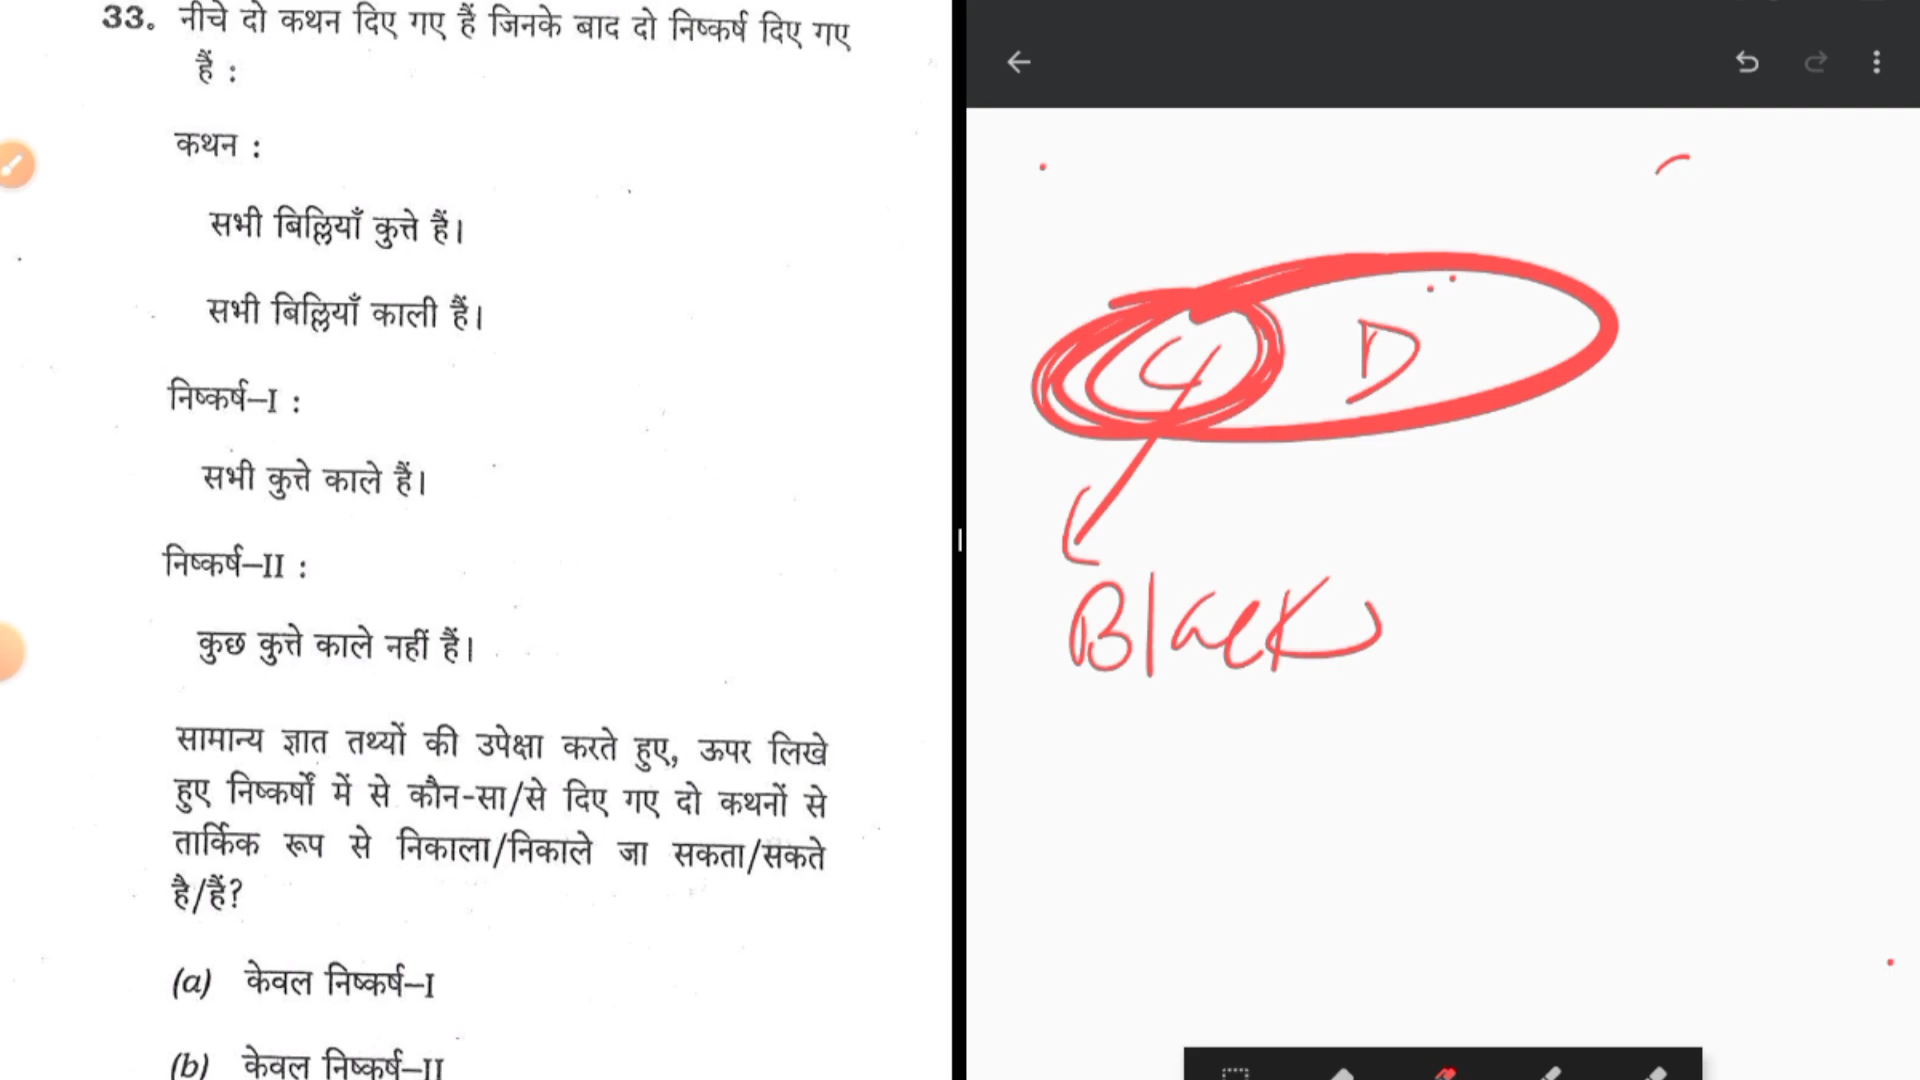 33. नीचे दो कथन दिए गए हैं जिनके बाद दो निष्कर्ष दिए गए
हैं :
कथन :
सभी बिल्लियाँ कुत्ते हैं।
सभी बिल्लियाँ काली हैं।
निष्कर्ष–I :
सभी कुत्ते काले हैं।
निष्कर्ष–II :
कुछ कुत्ते काले नहीं हैं।
सामान्य ज्ञात तथ्यों की उपेक्षा करते हुए, ऊपर लिखे
हुए निष्कर्षों में से कौन-सा/से दिए गए दो कथनों से
तार्किक रूप से निकाला/निकाले जा सकता/सकते
है/हैं?
(a) केवल निष्कर्ष–I
(b) केवल निष्कर्ष–II
D
Black